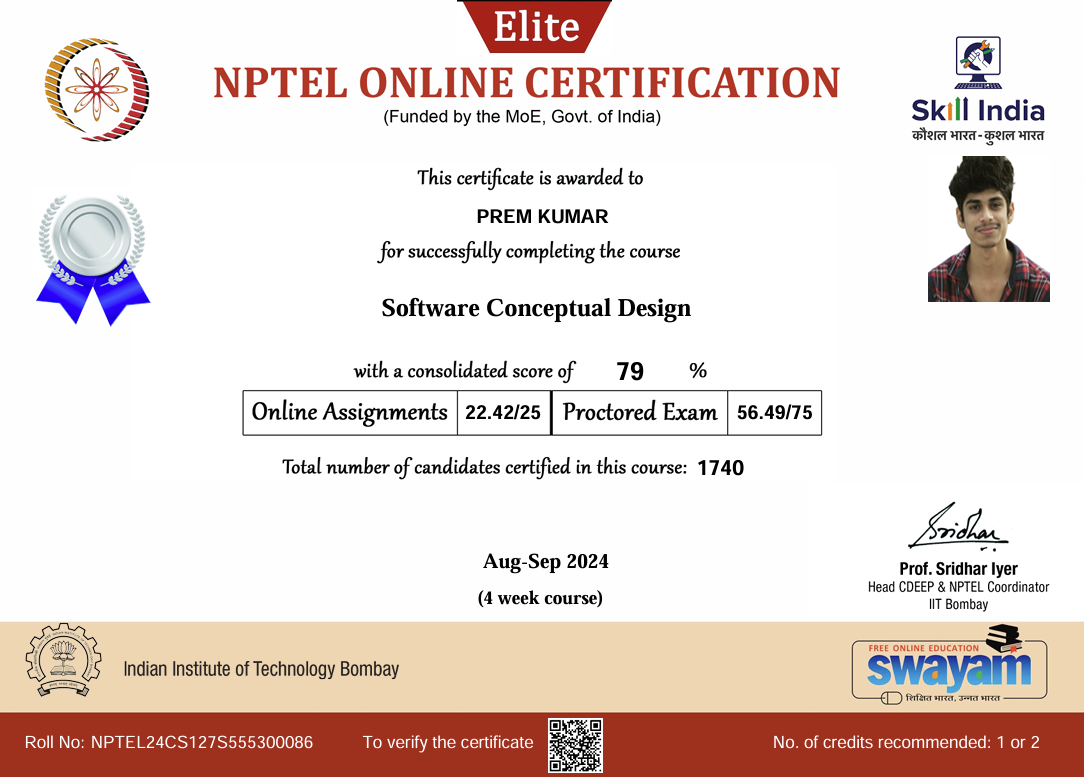 Elite
NPTEL ONLINE CERTIFICATION
(Funded by the MoE, Govt. of India)
Skill India
कौशल भारत - कुशल भारत
This certificate is awarded to
PREM KUMAR
for successfully completing the course
Software Conceptual Design
with a consolidated score of 79 %
Online Assignments 22.42/25 Proctored Exam 56.49/75
Total number of candidates certified in this course: 1740
Sridhar
Aug-Sep 2024
(4 week course)
Prof. Sridhar Iyer
Head CDEEP & NPTEL Coordinator
IIT Bombay
Indian Institute of Technology Bombay
FREE ONLINE EDUCATION
swayam
शिक्षित भारत, उन्नत भारत
Roll No: NPTEL24CS127S555300086 To verify the certificate No. of credits recommended: 1 or 2